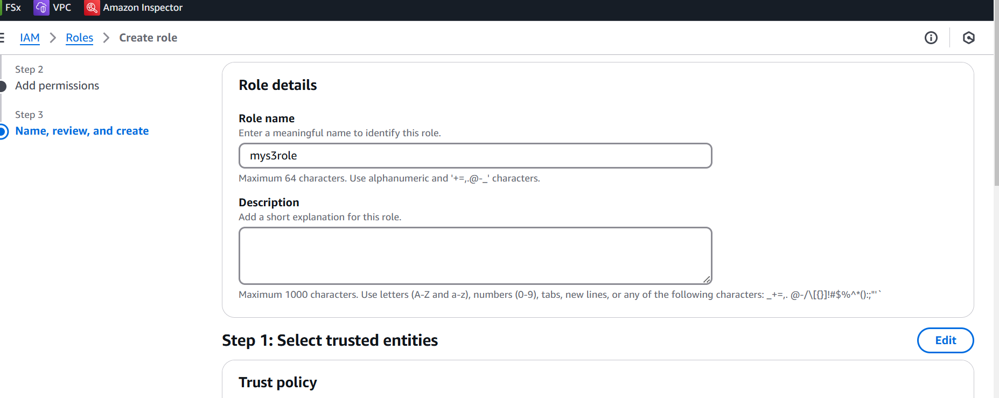 FSx VPC Amazon Inspector
IAM Roles Create role
Step 2
Add permissions
Step 3
Name, review, and create
Role details
Role name
Enter a meaningful name to identify this role.
mys3role
Maximum 64 characters. Use alphanumeric and '+=,.@-_' characters.
Description
Add a short explanation for this role.
Maximum 1000 characters. Use letters (A-Z and a-z), numbers (0-9), tabs, new lines, or any of the following characters: _+=,. @-/\[{}]!#$%^*();:"'`
Step 1: Select trusted entities
Edit
Trust policy